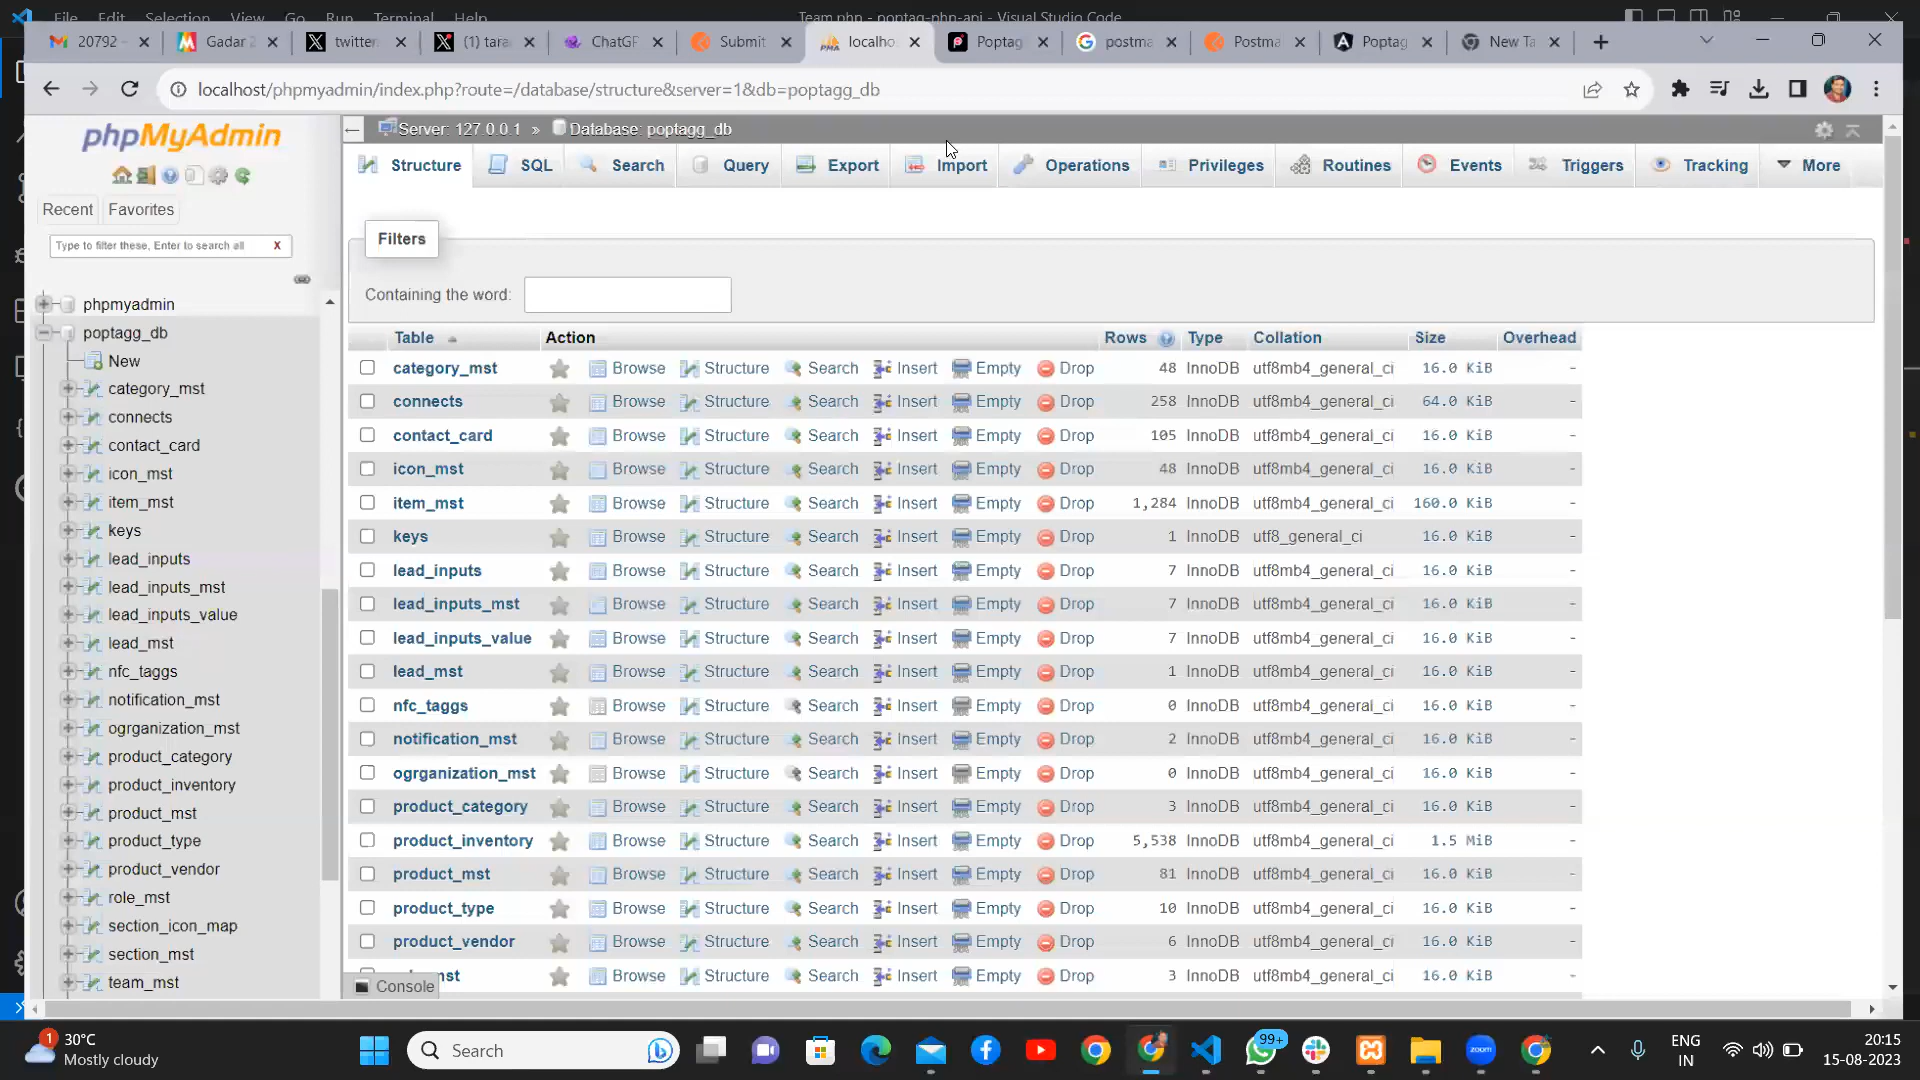 File Edit Selection View Go Run Terminal Help Team.php - poptag-php-api - Visual Studio Code
20792 Gadar 2 twitter (1) tara ChatGP Submit localho Poptag postma Postma Poptag New Ta
localhost/phpmyadmin/index.php?route=/database/structure&server=1&db=poptagg_db
phpMyAdmin
Recent Favorites
Type to filter these, Enter to search all X
phpmyadmin
poptagg_db
New
category_mst
connects
contact_card
icon_mst
item_mst
keys
lead_inputs
lead_inputs_mst
lead_inputs_value
lead_mst
nfc_taggs
notification_mst
ogrganization_mst
product_category
product_inventory
product_mst
product_type
product_vendor
role_mst
section_icon_map
section_mst
team_mst
Server: 127.0.0.1 » Database: poptagg_db
Structure SQL Search Query Export Import Operations Privileges Routines Events Triggers Tracking More
Filters
Containing the word:
Table Action Rows Type Collation Size Overhead
category_mst Browse Structure Search Insert Empty Drop 48 InnoDB utf8mb4_general_ci 16.0 KiB -
connects Browse Structure Search Insert Empty Drop 258 InnoDB utf8mb4_general_ci 64.0 KiB -
contact_card Browse Structure Search Insert Empty Drop 105 InnoDB utf8mb4_general_ci 16.0 KiB -
icon_mst Browse Structure Search Insert Empty Drop 48 InnoDB utf8mb4_general_ci 16.0 KiB -
item_mst Browse Structure Search Insert Empty Drop 1,284 InnoDB utf8mb4_general_ci 160.0 KiB -
keys Browse Structure Search Insert Empty Drop 1 InnoDB utf8_general_ci 16.0 KiB -
lead_inputs Browse Structure Search Insert Empty Drop 7 InnoDB utf8mb4_general_ci 16.0 KiB -
lead_inputs_mst Browse Structure Search Insert Empty Drop 7 InnoDB utf8mb4_general_ci 16.0 KiB -
lead_inputs_value Browse Structure Search Insert Empty Drop 7 InnoDB utf8mb4_general_ci 16.0 KiB -
lead_mst Browse Structure Search Insert Empty Drop 1 InnoDB utf8mb4_general_ci 16.0 KiB -
nfc_taggs Browse Structure Search Insert Empty Drop 0 InnoDB utf8mb4_general_ci 16.0 KiB -
notification_mst Browse Structure Search Insert Empty Drop 2 InnoDB utf8mb4_general_ci 16.0 KiB -
ogrganization_mst Browse Structure Search Insert Empty Drop 0 InnoDB utf8mb4_general_ci 16.0 KiB -
product_category Browse Structure Search Insert Empty Drop 3 InnoDB utf8mb4_general_ci 16.0 KiB -
product_inventory Browse Structure Search Insert Empty Drop 5,538 InnoDB utf8mb4_general_ci 1.5 MiB -
product_mst Browse Structure Search Insert Empty Drop 81 InnoDB utf8mb4_general_ci 16.0 KiB -
product_type Browse Structure Search Insert Empty Drop 10 InnoDB utf8mb4_general_ci 16.0 KiB -
product_vendor Browse Structure Search Insert Empty Drop 6 InnoDB utf8mb4_general_ci 16.0 KiB -
mst Browse Structure Search Insert Empty Drop 3 InnoDB utf8mb4_general_ci 16.0 KiB -
Console
1 30°C
Mostly cloudy
Search
99+
zoom
ENG
IN
20:15
15-08-2023